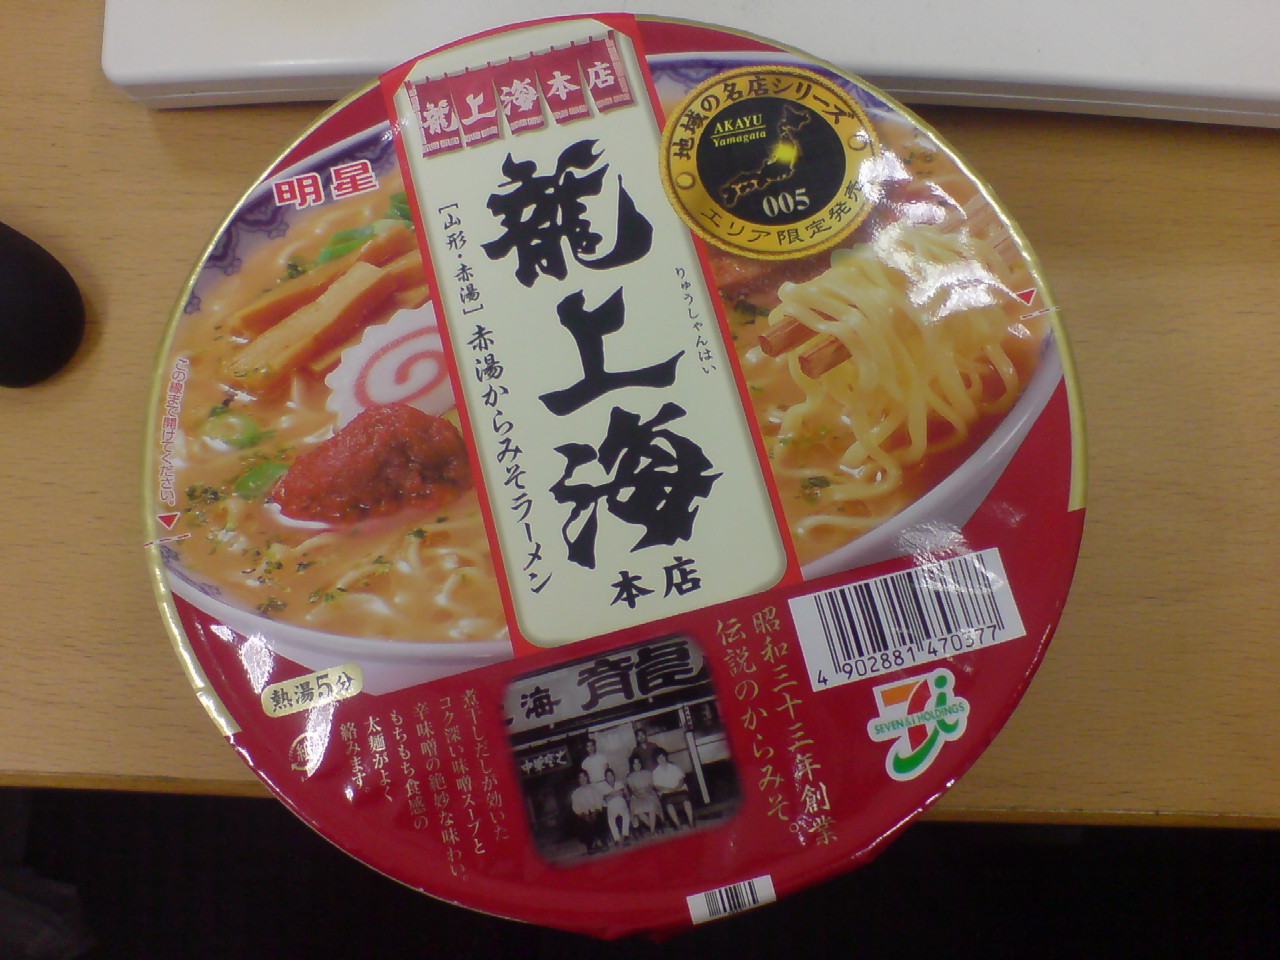 龍上海本店
明星
地域の名店シリーズ
AKAYU
Yamagata
005
エリア限定発売
龍上海
本店
りゅうしゃんはい
[山形・赤湯]赤湯からみそラーメン
この線まで開けてください。
熱湯5分
昭和三十三年創業
伝説のからみそ。
煮干しだしが効いた
コク深い味噌スープと
辛味噌の絶妙な味わい。
もちもち食感の
太麺がよく
絡みます
海 龍
4 902881 470377
7i
SEVEN&i HOLDINGS